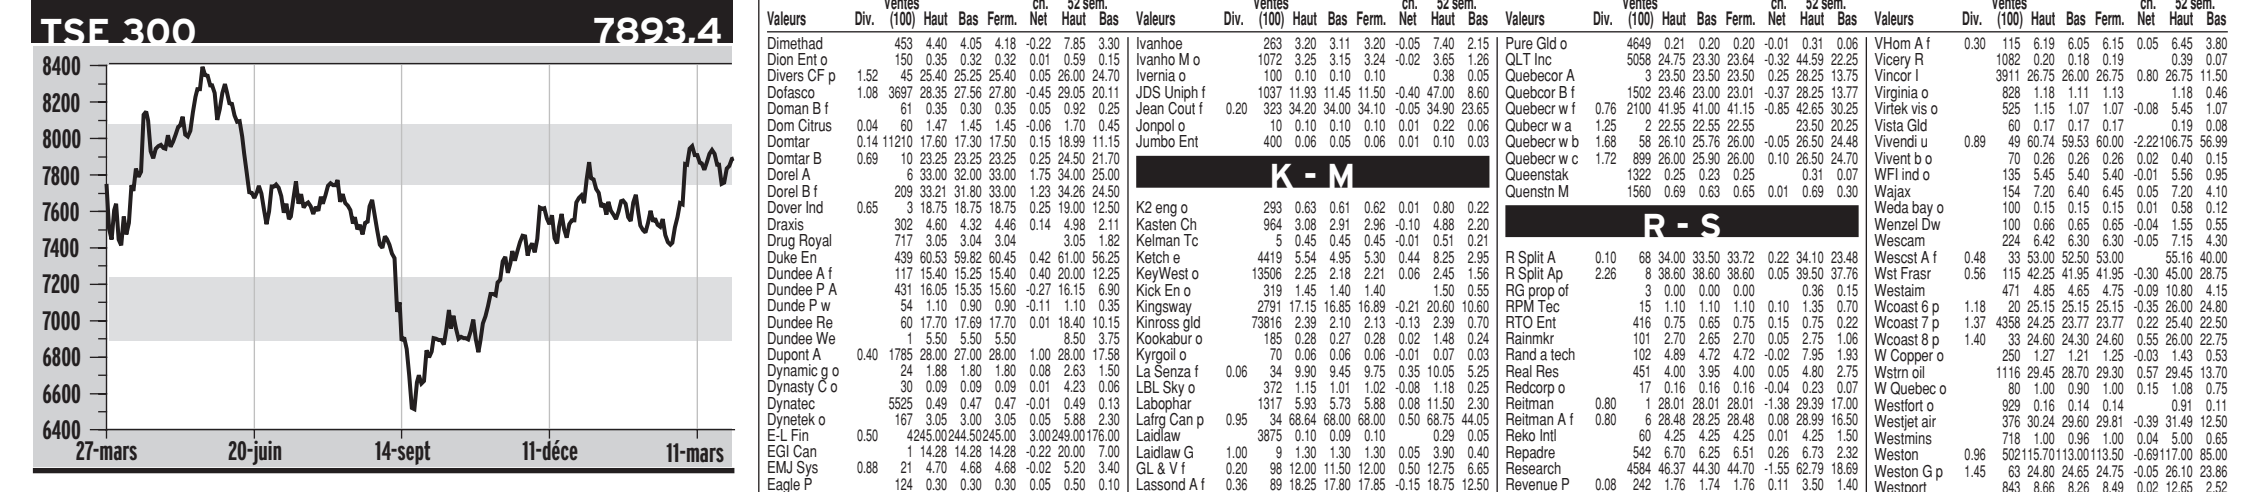 TSE 300 7893,4
8400
8200
8000
7800
7600
7400
7200
7000
6800
6600
6400
27-mars 20-juin 14-sept 11-déce 11-mars
Ventes ch. 52 sem.
Valeurs Div. (100) Haut Bas Ferm. Net Haut Bas
Dimethad 453 4.40 4.05 4.18 -0.22 7.85 3.30
Dion Ent o 150 0.35 0.32 0.32 0.01 0.59 0.15
Divers CF p 1.52 45 25.40 25.25 25.40 0.05 26.00 24.70
Dofasco 1.08 3697 28.35 27.56 27.80 -0.45 29.05 20.11
Doman B f 61 0.35 0.30 0.35 0.05 0.92 0.25
Dom Citrus 0.04 60 1.47 1.45 1.45 -0.06 1.70 0.45
Domtar 0.14 11210 17.60 17.30 17.50 0.15 18.99 11.15
Domtar B 0.69 10 23.25 23.25 23.25 0.25 24.50 21.70
Dorel A 6 33.00 32.00 33.00 1.75 34.00 25.00
Dorel B f 209 33.21 31.80 33.00 1.23 34.26 24.50
Dover Ind 0.65 3 18.75 18.75 18.75 0.25 19.00 12.50
Draxis 302 4.60 4.32 4.46 0.14 4.98 2.11
Drug Royal 717 3.05 3.04 3.04 3.05 1.82
Duke En 439 60.53 59.82 60.45 0.42 61.00 56.25
Dundee A f 117 15.40 15.25 15.40 0.40 20.00 12.25
Dundee P A 431 16.05 15.35 15.60 -0.27 16.15 6.90
Dunde P w 54 1.10 0.90 0.90 -0.11 1.10 0.35
Dundee Re 60 17.70 17.69 17.70 0.01 18.40 10.15
Dundee We 1 5.50 5.50 5.50 8.50 3.75
Dupont A 0.40 1785 28.00 27.00 28.00 1.00 28.00 17.58
Dynamic g o 24 1.88 1.80 1.80 0.08 2.63 1.50
Dynasty C o 30 0.09 0.09 0.09 0.01 4.23 0.06
Dynatec 5525 0.49 0.47 0.47 -0.01 0.49 0.13
Dynetek o 167 3.05 3.00 3.05 0.05 5.88 2.30
E-L Fin 0.50 4245.00244.50245.00 3.00249.00176.00
EGI Can 1 14.28 14.28 14.28 -0.22 20.00 7.00
EMJ Sys 0.88 21 4.70 4.68 4.68 -0.02 5.20 3.40
Eagle P 124 0.30 0.30 0.30 0.05 0.50 0.10
Ventes ch. 52 sem.
Valeurs Div. (100) Haut Bas Ferm. Net Haut Bas
Ivanhoe 263 3.20 3.11 3.20 -0.05 7.40 2.15
Ivanho M o 1072 3.25 3.15 3.24 -0.02 3.65 1.26
Ivernia o 100 0.10 0.10 0.10 0.38 0.05
JDS Uniph f 1037 11.93 11.45 11.50 -0.40 47.00 8.60
Jean Cout f 0.20 323 34.20 34.00 34.10 -0.05 34.90 23.65
Jonpol o 10 0.10 0.10 0.10 0.01 0.22 0.06
Jumbo Ent 400 0.06 0.05 0.06 0.01 0.10 0.03
K - M
K2 eng o 293 0.63 0.61 0.62 0.01 0.80 0.22
Kasten Ch 964 3.08 2.91 2.96 -0.10 4.88 2.20
Kelman Tc 5 0.45 0.45 0.45 -0.01 0.51 0.21
Ketch e 4419 5.54 4.95 5.30 0.44 8.25 2.95
KeyWest o 13506 2.25 2.18 2.21 0.06 2.45 1.56
Kick En o 319 1.45 1.40 1.40 1.50 0.55
Kingsway 2791 17.15 16.85 16.89 -0.21 20.60 10.60
Kinross gld 73816 2.39 2.10 2.13 -0.13 2.39 0.70
Kookabur o 185 0.28 0.27 0.28 0.02 1.48 0.24
Kyrgoil o 70 0.06 0.06 0.06 -0.01 0.07 0.03
La Senza f 0.06 34 9.90 9.45 9.75 0.35 10.05 5.25
LBL Sky o 372 1.15 1.01 1.02 -0.08 1.18 0.25
Labophar 1317 5.93 5.73 5.88 0.08 11.50 2.30
Lafrg Can p 0.95 34 68.64 68.00 68.00 0.50 68.75 44.05
Laidlaw 3875 0.10 0.09 0.10 0.29 0.05
Laidlaw G 1.00 9 1.30 1.30 1.30 0.05 3.90 0.40
GL & V f 0.20 98 12.00 11.50 12.00 0.50 12.75 6.65
Lassond A f 0.36 89 18.25 17.80 17.85 -0.15 18.75 12.50
Ventes ch. 52 sem.
Valeurs Div. (100) Haut Bas Ferm. Net Haut Bas
Pure Gld o 4649 0.21 0.20 0.20 -0.01 0.31 0.06
QLT Inc 5058 24.75 23.30 23.64 -0.32 44.59 22.25
Quebecor A 3 23.50 23.50 23.50 0.25 28.25 13.75
Quebcor B f 1502 23.46 23.00 23.01 -0.37 28.25 13.77
Quebecr w f 0.76 2100 41.95 41.00 41.15 -0.85 42.65 30.25
Qubecr w a 1.25 2 22.55 22.55 22.55 23.50 20.25
Quebecr w b 1.68 58 26.10 25.76 26.00 -0.05 26.50 24.48
Quebecr w c 1.72 899 26.00 25.90 26.00 0.10 26.50 24.70
Queenstak 1322 0.25 0.23 0.25 0.31 0.07
Quenstn M 1560 0.69 0.63 0.65 0.01 0.69 0.30
R - S
R Split A 0.10 68 34.00 33.50 33.72 0.22 34.10 23.48
R Split Ap 2.26 8 38.60 38.60 38.60 0.05 39.50 37.76
RG prop of 3 0.00 0.00 0.00 0.36 0.15
RPM Tec 15 1.10 1.10 1.10 0.10 1.35 0.70
RTO Ent 416 0.75 0.65 0.75 0.15 0.75 0.22
Rainmkr 101 2.70 2.65 2.70 0.05 2.75 1.06
Rand a tech 102 4.89 4.72 4.72 -0.02 7.95 1.93
Real Res 451 4.00 3.95 4.00 0.05 4.80 2.75
Redcorp o 17 0.16 0.16 0.16 -0.04 0.23 0.07
Reitman 0.80 1 28.01 28.01 28.01 -1.38 29.39 17.00
Reitman A f 0.80 6 28.48 28.25 28.48 0.08 28.99 16.50
Reko Intl 60 4.25 4.25 4.25 0.01 4.25 1.50
Repadre 542 6.70 6.25 6.51 0.26 6.73 2.32
Research 4584 46.37 44.30 44.70 -1.55 62.79 18.69
Revenue P 0.08 242 1.76 1.74 1.76 0.11 3.50 1.40
Ventes ch. 52 sem.
Valeurs Div. (100) Haut Bas Ferm. Net Haut Bas
VHom A f 0.30 115 6.19 6.05 6.15 0.05 6.45 3.80
Vicery R 1082 0.20 0.18 0.19 0.39 0.07
Vincor I 3911 26.75 26.00 26.75 0.80 26.75 11.50
Virginia o 828 1.18 1.11 1.13 1.18 0.46
Virtek vis o 525 1.15 1.07 1.07 -0.08 5.45 1.07
Vista Gld 60 0.17 0.17 0.17 0.19 0.08
Vivendi u 0.89 49 60.74 59.53 60.00 -2.22106.75 56.99
Vivent b o 70 0.26 0.26 0.26 0.02 0.40 0.15
WFI ind o 135 5.45 5.40 5.40 -0.01 5.56 0.95
Wajax 154 7.20 6.40 6.45 0.05 7.20 4.10
Weda bay o 100 0.15 0.15 0.15 0.01 0.58 0.12
Wenzel Dw 100 0.66 0.65 0.65 -0.04 1.55 0.55
Wescam 224 6.42 6.30 6.30 -0.05 7.15 4.30
Wescst A f 0.48 33 53.00 52.50 53.00 55.16 40.00
Wst Frasr 0.56 115 42.25 41.95 41.95 -0.30 45.00 28.75
Westaim 471 4.85 4.65 4.75 -0.09 10.80 4.15
Wcoast 6 p 1.18 20 25.15 25.15 25.15 -0.35 26.00 24.80
Wcoast 7 p 1.37 4358 24.25 23.77 23.77 0.22 25.40 22.50
Wcoast 8 p 1.40 33 24.60 24.30 24.60 0.55 26.00 22.75
W Copper o 250 1.27 1.21 1.25 -0.03 1.43 0.53
Wstrn oil 1116 29.45 28.70 29.30 0.57 29.45 13.70
W Quebec o 80 1.00 0.90 1.00 0.15 1.08 0.75
Westfort o 929 0.16 0.14 0.14 0.91 0.11
Westjet air 376 30.24 29.60 29.81 -0.39 31.49 12.50
Westmins 718 1.00 0.96 1.00 0.04 5.00 0.65
Weston 0.96 502115.70113.00113.50 -0.69117.00 85.00
Weston G p 1.45 63 24.80 24.65 24.75 -0.05 26.10 23.86
Westport 843 8.66 8.26 8.49 0.02 12.65 2.52